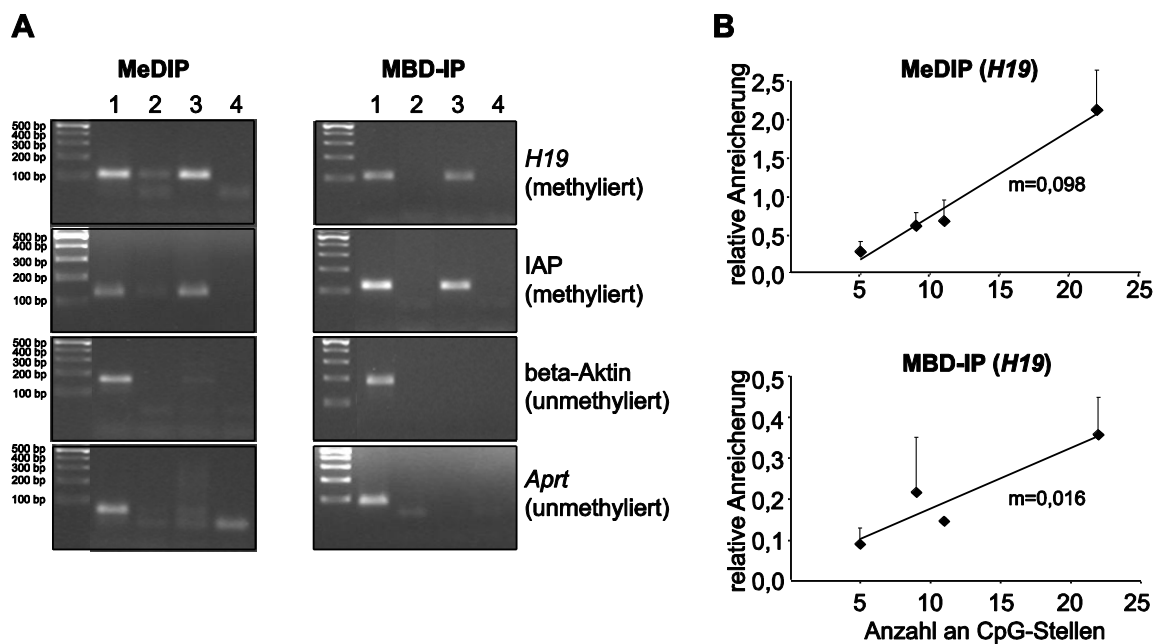 A
MeDIP
1 2 3 4
500 bp
400 bp
300 bp
200 bp
100 bp
500 bp
400 bp
300 bp
200 bp
100 bp
500 bp
400 bp
300 bp
200 bp
100 bp
500 bp
400 bp
300 bp
200 bp
100 bp
MBD-IP
1 2 3 4
H19
(methyliert)
IAP
(methyliert)
beta-Aktin
(unmethyliert)
Aprt
(unmethyliert)
B
MeDIP (H19)
relative Anreicherung
2,5
2,0
1,5
1,0
0,5
0,0
m=0,098
5 10 15 20 25
MBD-IP (H19)
relative Anreicherung
0,5
0,4
0,3
0,2
0,1
0,0
m=0,016
5 10 15 20 25
Anzahl an CpG-Stellen